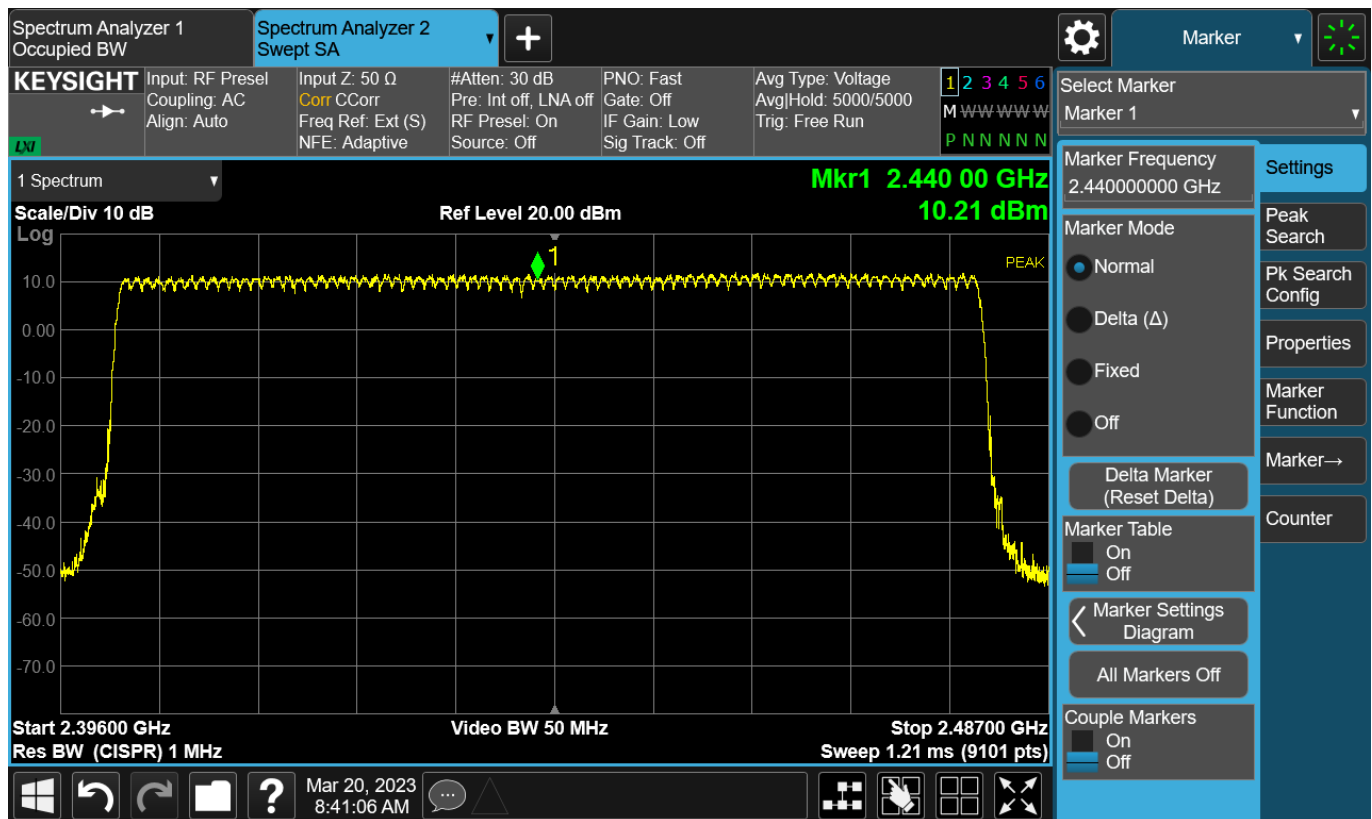 Spectrum Analyzer 1
Occupied BW
Spectrum Analyzer 2
Swept SA
Marker
KEYSIGHT
LXI
Input: RF Presel
Coupling: AC
Align: Auto
Input Z: 50 Ω
Corr CCorr
Freq Ref: Ext (S)
NFE: Adaptive
#Atten: 30 dB
Pre: Int off, LNA off
RF Presel: On
Source: Off
PNO: Fast
Gate: Off
IF Gain: Low
Sig Track: Off
Avg Type: Voltage
Avg|Hold: 5000/5000
Trig: Free Run
1 2 3 4 5 6
M W W W W W
P N N N N N
1 Spectrum
Scale/Div 10 dB
Ref Level 20.00 dBm
Mkr1 2.440 00 GHz
10.21 dBm
Log
1
PEAK
10.0
0.00
-10.0
-20.0
-30.0
-40.0
-50.0
-60.0
-70.0
Start 2.39600 GHz
Video BW 50 MHz
Stop 2.48700 GHz
Res BW (CISPR) 1 MHz
Sweep 1.21 ms (9101 pts)
Select Marker
Marker 1
Marker Frequency
2.440000000 GHz
Marker Mode
Normal
Delta (Δ)
Fixed
Off
Delta Marker
(Reset Delta)
Marker Table
On
Off
Marker Settings
Diagram
All Markers Off
Couple Markers
On
Off
Settings
Peak
Search
Pk Search
Config
Properties
Marker
Function
Marker→
Counter
?
Mar 20, 2023
8:41:06 AM